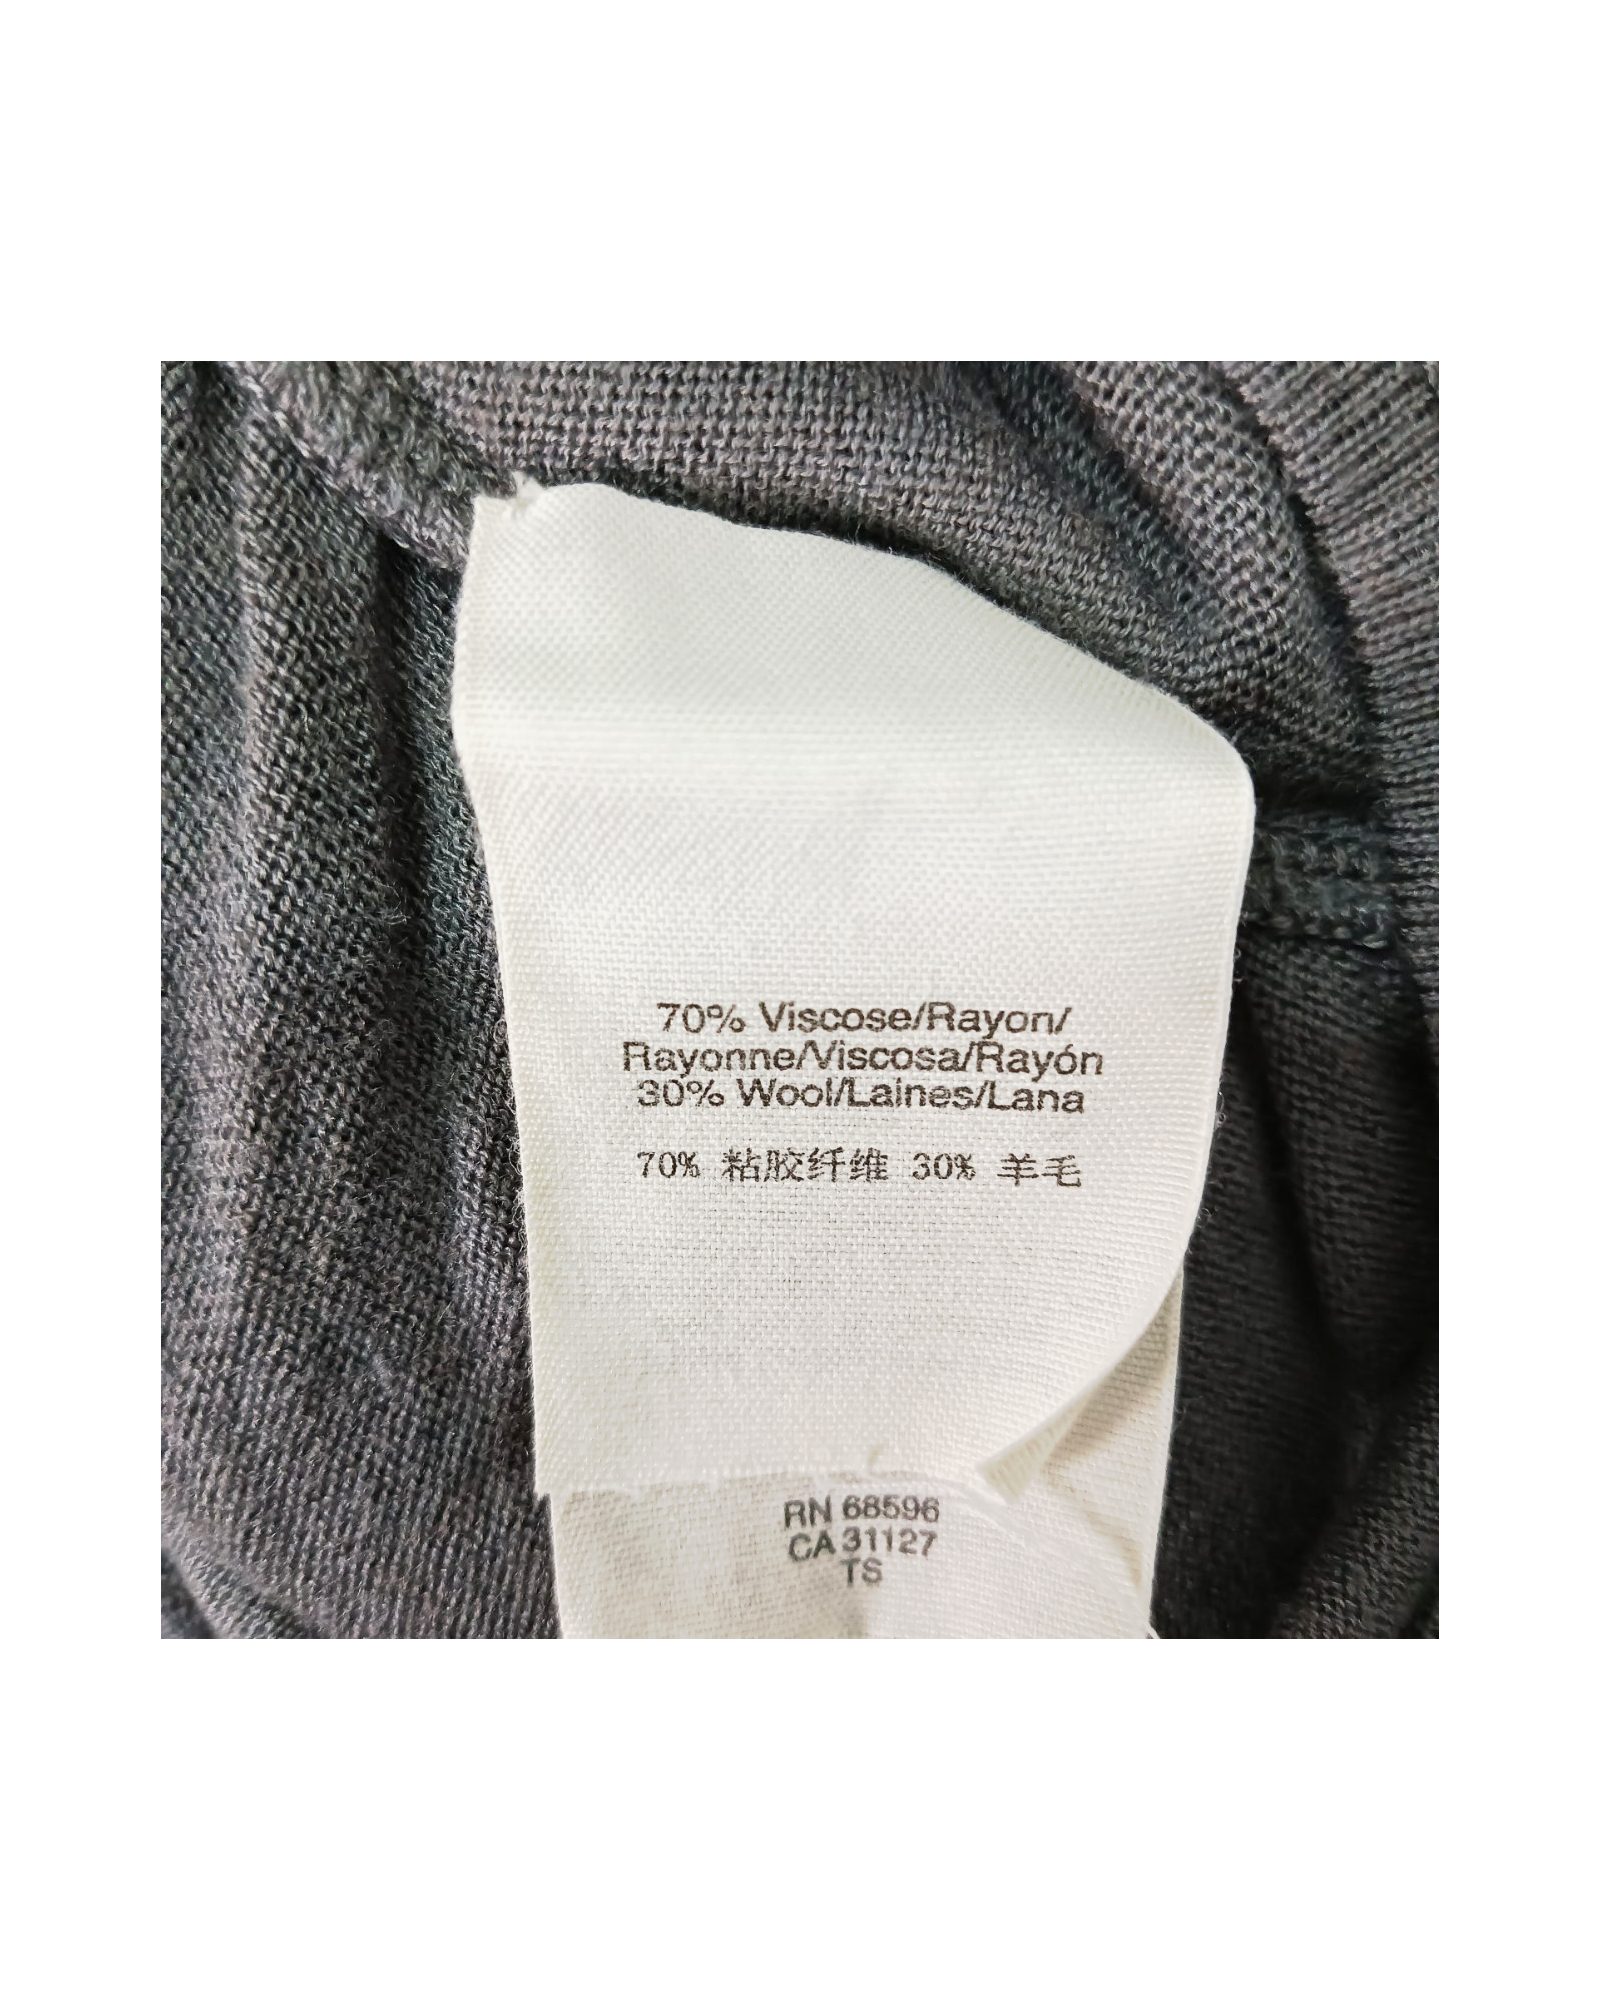 70% Viscose/Rayon/
Rayonne/Viscosa/Rayón
30% Wool/Laines/Lana
70% 粘胶纤维 30% 羊毛
RN 68596
CA 31127
TS